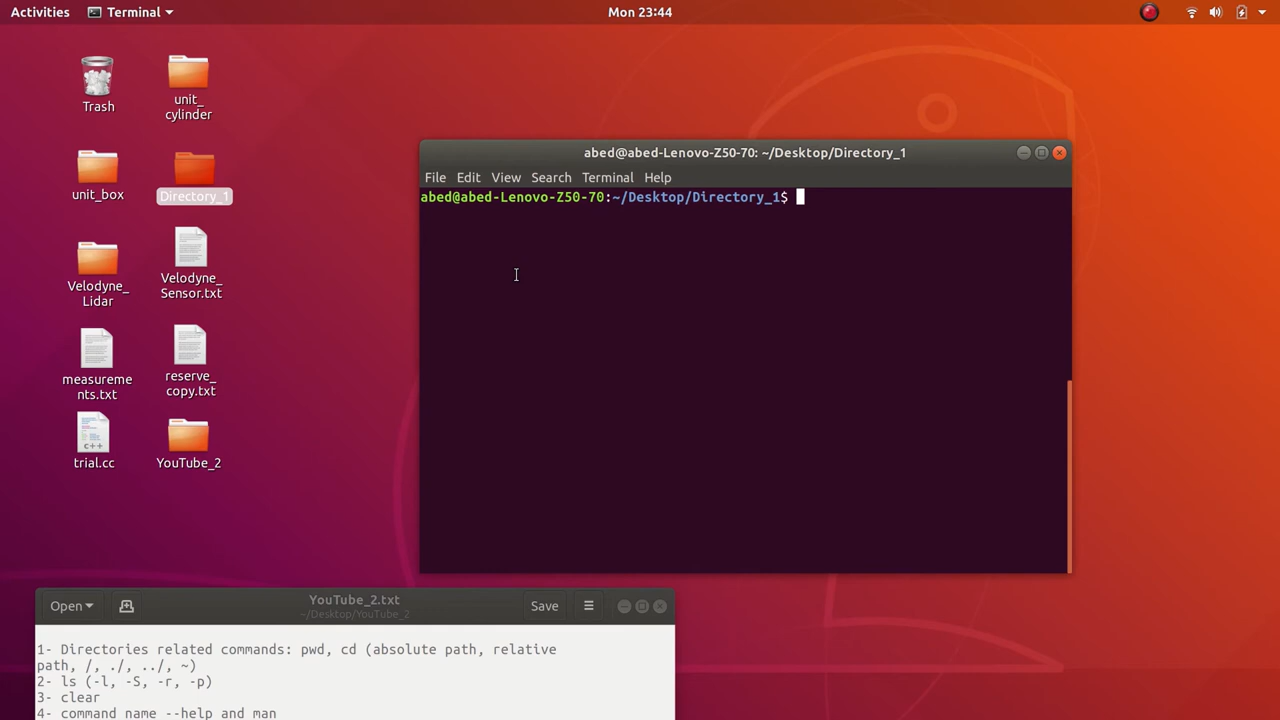 Activities
Terminal
Mon 23:44
Trash
unit_
cylinder
unit_box
Directory_1
Velodyne_
Lidar
Velodyne_
Sensor.txt
measureme
nts.txt
reserve_
copy.txt
C++
trial.cc
YouTube_2
abed@abed-Lenovo-Z50-70: ~/Desktop/Directory_1
File Edit View Search Terminal Help
abed@abed-Lenovo-Z50-70:~/Desktop/Directory_1$
Open
YouTube_2.txt
~/Desktop/YouTube_2
Save
1- Directories related commands: pwd, cd (absolute path, relative
path, /, ./, ../, ~)
2- ls (-l, -S, -r, -p)
3- clear
4- command name --help and man